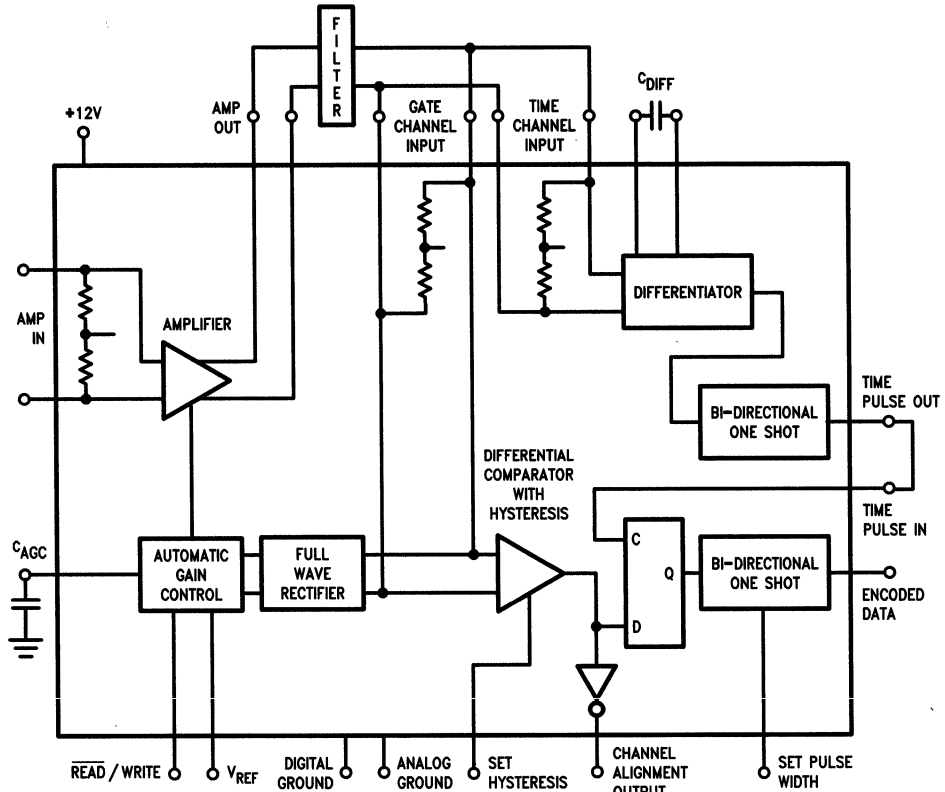 FILTER
+12V
AMP
OUT
GATE
CHANNEL
INPUT
TIME
CHANNEL
INPUT
CDIFF
AMP
IN
AMPLIFIER
DIFFERENTIATOR
BI-DIRECTIONAL
ONE SHOT
TIME
PULSE OUT
DIFFERENTIAL
COMPARATOR
WITH
HYSTERESIS
TIME
PULSE IN
CAGC
AUTOMATIC
GAIN
CONTROL
FULL
WAVE
RECTIFIER
C
Q
D
BI-DIRECTIONAL
ONE SHOT
ENCODED
DATA
READ/WRITE
VREF
DIGITAL
GROUND
ANALOG
GROUND
SET
HYSTERESIS
CHANNEL
ALIGNMENT
OUTPUT
SET PULSE
WIDTH